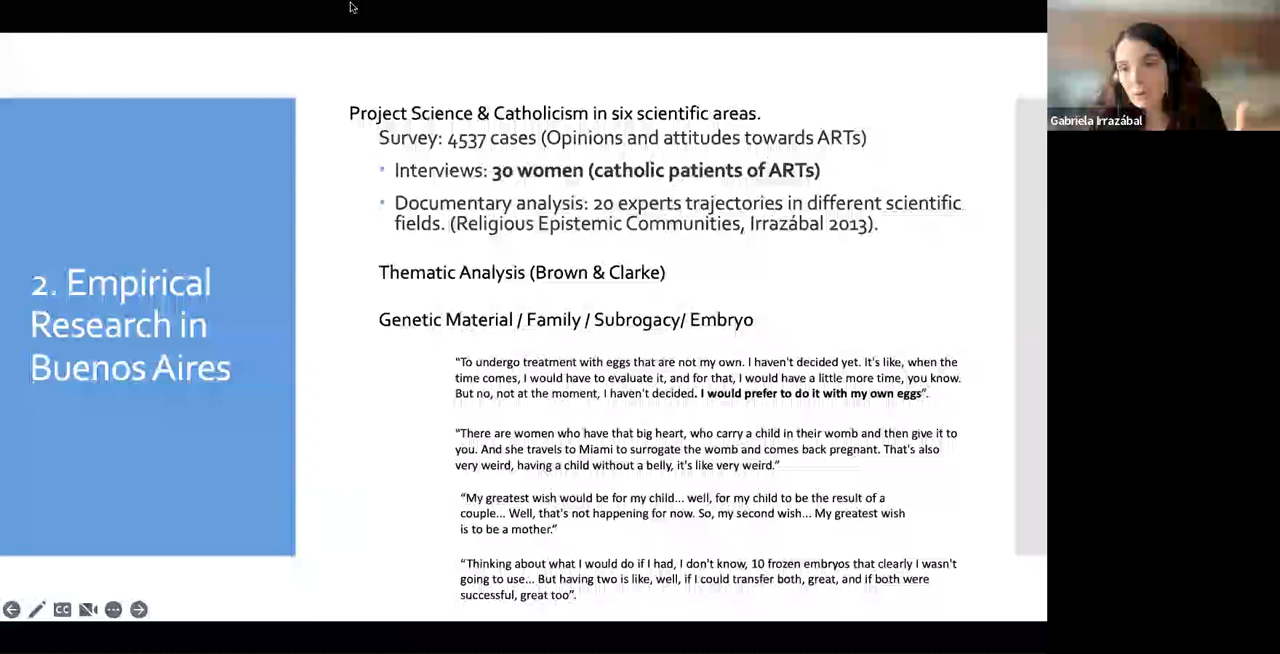 2. Empirical
Research in
Buenos Aires
Project Science & Catholicism in six scientific areas.
Survey: 4537 cases (Opinions and attitudes towards ARTs)
• Interviews: 30 women (catholic patients of ARTs)
• Documentary analysis: 20 experts trajectories in different scientific
fields. (Religious Epistemic Communities, Irrazábal 2013).
Thematic Analysis (Brown & Clarke)
Genetic Material / Family / Subrogacy/ Embryo
“To undergo treatment with eggs that are not my own. I haven't decided yet. It's like, when the
time comes, I would have to evaluate it, and for that, I would have a little more time, you know.
But no, not at the moment, I haven't decided. I would prefer to do it with my own eggs”.
“There are women who have that big heart, who carry a child in their womb and then give it to
you. And she travels to Miami to surrogate the womb and comes back pregnant. That's also
very weird, having a child without a belly, it's like very weird.”
“My greatest wish would be for my child... well, for my child to be the result of a
couple... Well, that's not happening for now. So, my second wish... My greatest wish
is to be a mother.”
“Thinking about what I would do if I had, I don't know, 10 frozen embryos that clearly I wasn't
going to use... But having two is like, well, if I could transfer both, great, and if both were
successful, great too”.
CC
Gabriela Irrazábal